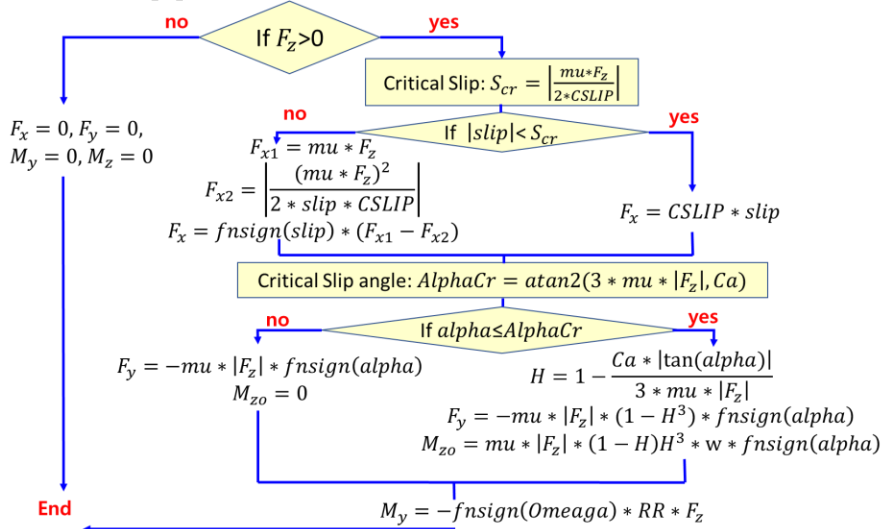 no
If F_z>0
yes
Critical Slip: S_cr = |mu*F_z / 2*CSLIP|
F_x = 0, F_y = 0,
M_y = 0, M_z = 0
no
If |slip|< S_cr
yes
F_x1 = mu * F_z
F_x2 = |(mu * F_z)^2 / 2 * slip * CSLIP|
F_x = fnsign(slip) * (F_x1 − F_x2)
F_x = CSLIP * slip
Critical Slip angle: AlphaCr = atan2(3 * mu * |F_z|, Ca)
no
If alpha≤AlphaCr
yes
F_y = −mu * |F_z| * fnsign(alpha)
M_zo = 0
H = 1 − Ca * |tan(alpha)| / 3 * mu * |F_z|
F_y = −mu * |F_z| * (1 − H^3) * fnsign(alpha)
M_zo = mu * |F_z| * (1 − H)H^3 * w * fnsign(alpha)
End
M_y = −fnsign(Omeaga) * RR * F_z